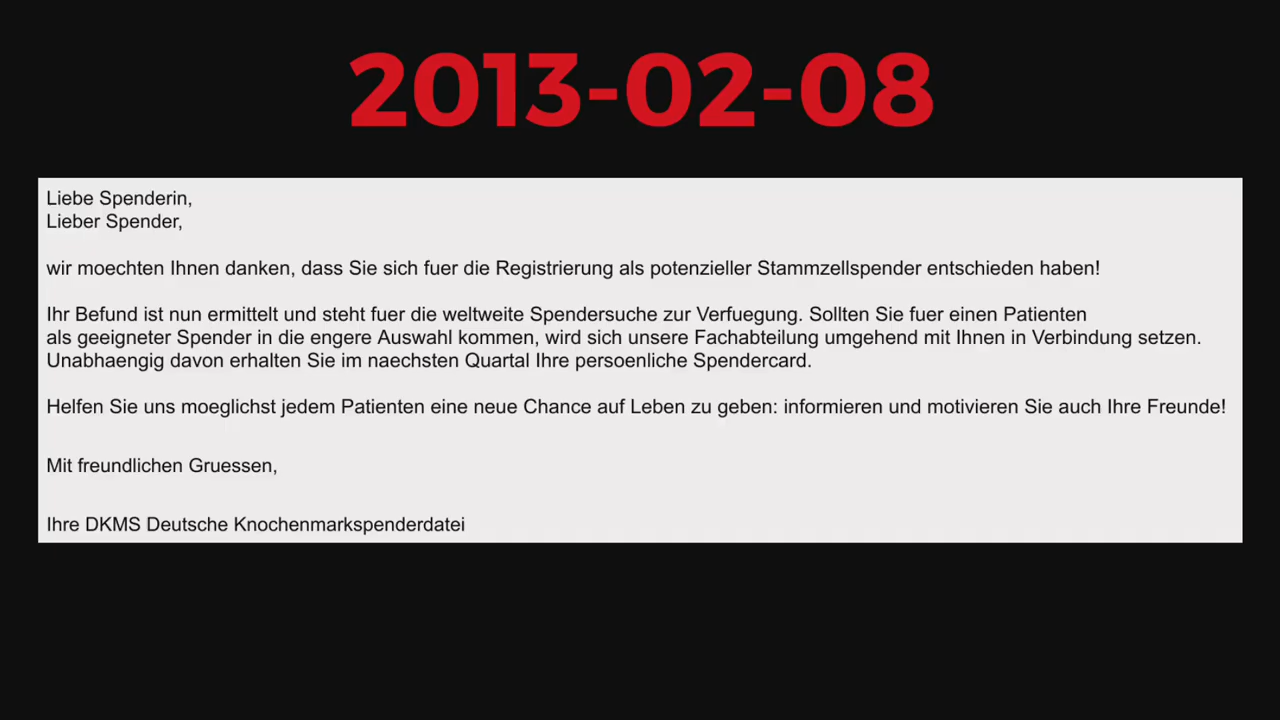 2013-02-08
Liebe Spenderin,
Lieber Spender,
wir moechten Ihnen danken, dass Sie sich fuer die Registrierung als potenzieller Stammzellspender entschieden haben!
Ihr Befund ist nun ermittelt und steht fuer die weltweite Spendersuche zur Verfuegung. Sollten Sie fuer einen Patienten
als geeigneter Spender in die engere Auswahl kommen, wird sich unsere Fachabteilung umgehend mit Ihnen in Verbindung setzen.
Unabhaengig davon erhalten Sie im naechsten Quartal Ihre persoenliche Spendercard.
Helfen Sie uns moeglichst jedem Patienten eine neue Chance auf Leben zu geben: informieren und motivieren Sie auch Ihre Freunde!
Mit freundlichen Gruessen,
Ihre DKMS Deutsche Knochenmarkspenderdatei